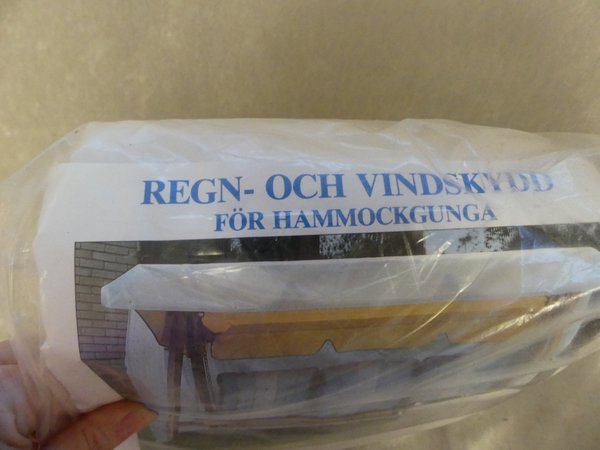 REGN- OCH VINDSKYDD
FÖR HAMMOCKGUNGA